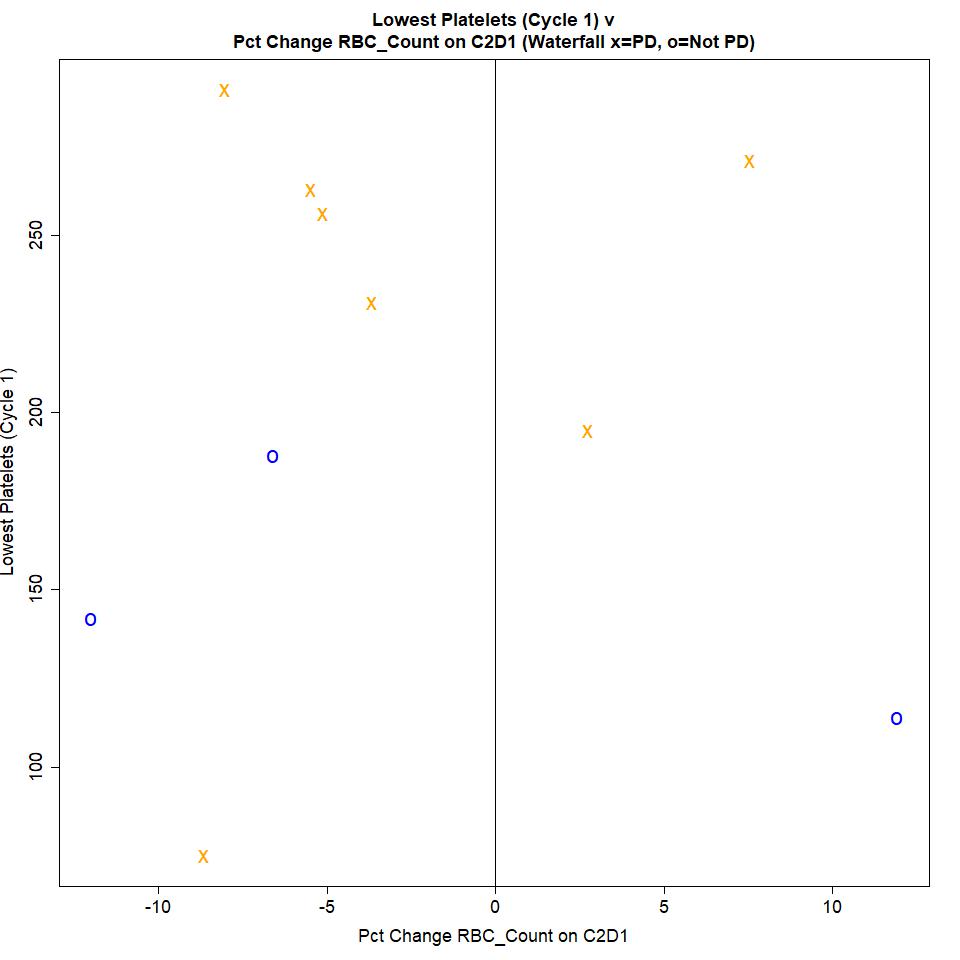 Lowest Platelets (Cycle 1) v
Pct Change RBC_Count on C2D1 (Waterfall x=PD, o=Not PD)
Lowest Platelets (Cycle 1)
250
200
150
100
X
X
X
X
X
X
O
O
O
X
-10
-5
0
5
10
Pct Change RBC_Count on C2D1